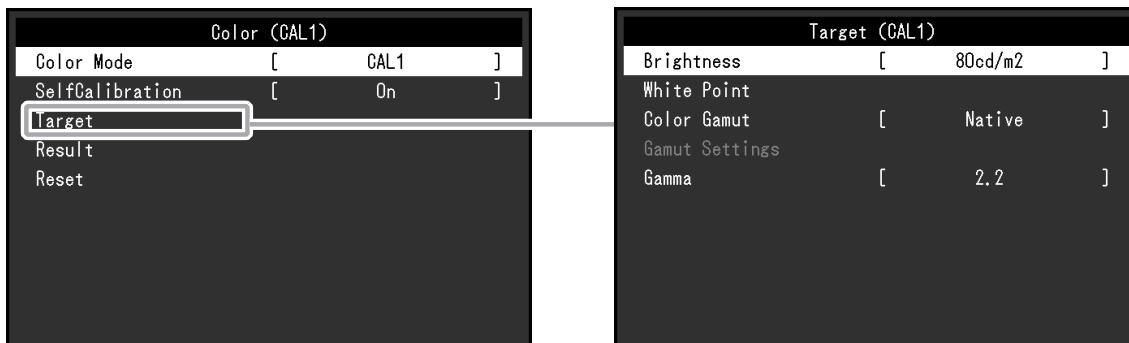 Color (CAL1)
Color Mode [ CAL1 ]
SelfCalibration [ On ]
Target
Result
Reset
Target (CAL1)
Brightness [ 80cd/m2 ]
White Point
Color Gamut [ Native ]
Gamut Settings
Gamma [ 2.2 ]